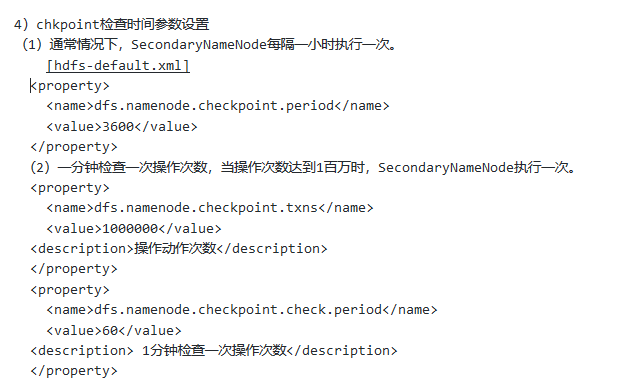 4）chkpoint检查时间参数设置
（1）通常情况下，SecondaryNameNode每隔一小时执行一次。
[hdfs-default.xml]
<property>
<name>dfs.namenode.checkpoint.period</name>
<value>3600</value>
</property>
（2）一分钟检查一次操作次数，当操作次数达到1百万时，SecondaryNameNode执行一次。
<property>
<name>dfs.namenode.checkpoint.txns</name>
<value>1000000</value>
<description>操作动作次数</description>
</property>
<property>
<name>dfs.namenode.checkpoint.check.period</name>
<value>60</value>
<description> 1分钟检查一次操作次数</description>
</property>